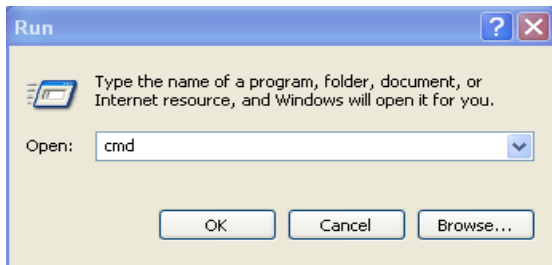 Run
Type the name of a program, folder, document, or
Internet resource, and Windows will open it for you.
Open: cmd
OK Cancel Browse...